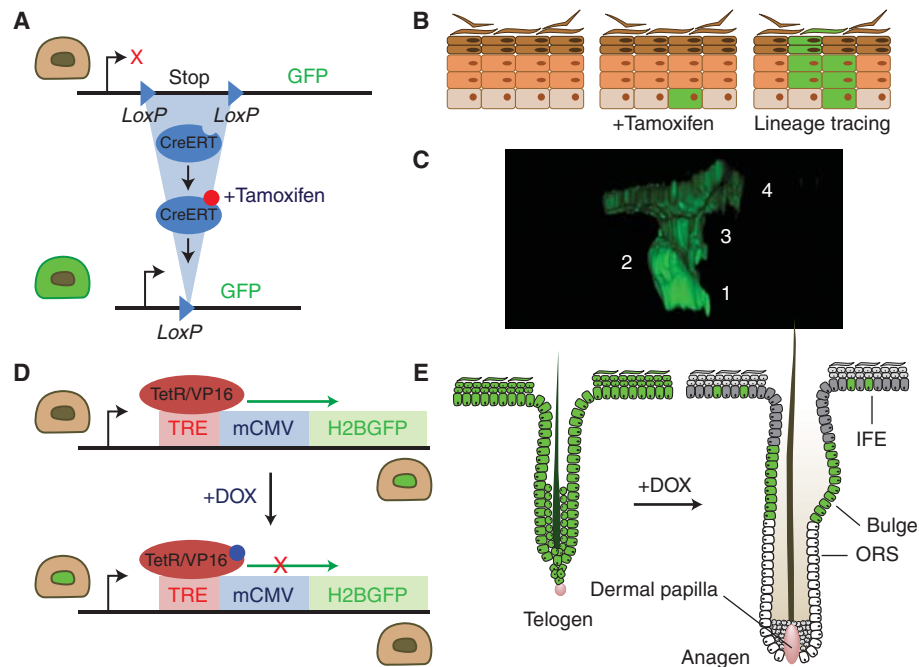 A
X
Stop
GFP
LoxP
LoxP
CreERT
+Tamoxifen
CreERT
GFP
LoxP
B
+Tamoxifen
Lineage tracing
C
4
3
2
1
D
TetR/VP16
TRE
mCMV
H2BGFP
+DOX
TetR/VP16
X
TRE
mCMV
H2BGFP
E
IFE
+DOX
Bulge
ORS
Dermal papilla
Telogen
Anagen